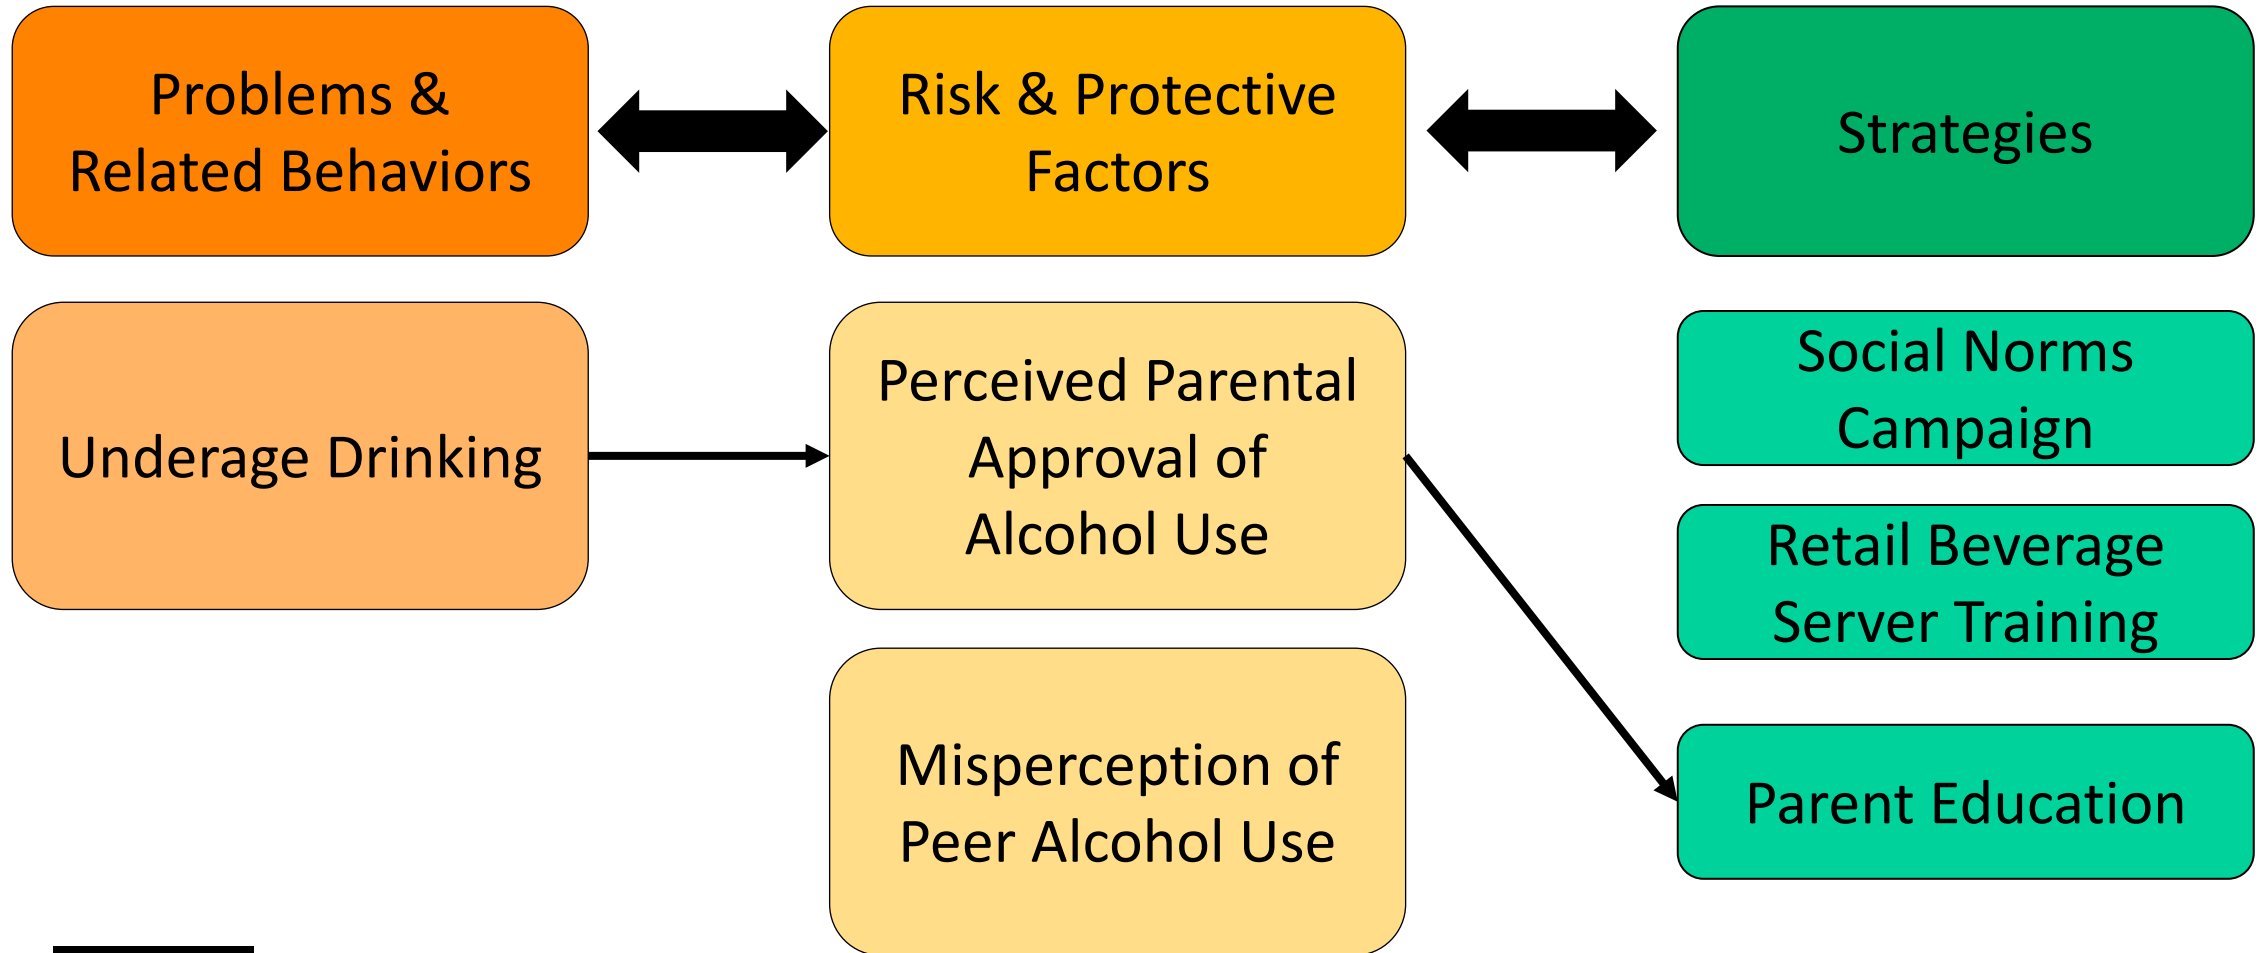 Problems &
Related Behaviors
Risk & Protective
Factors
Strategies
Underage Drinking
Perceived Parental
Approval of
Alcohol Use
Misperception of
Peer Alcohol Use
Social Norms
Campaign
Retail Beverage
Server Training
Parent Education